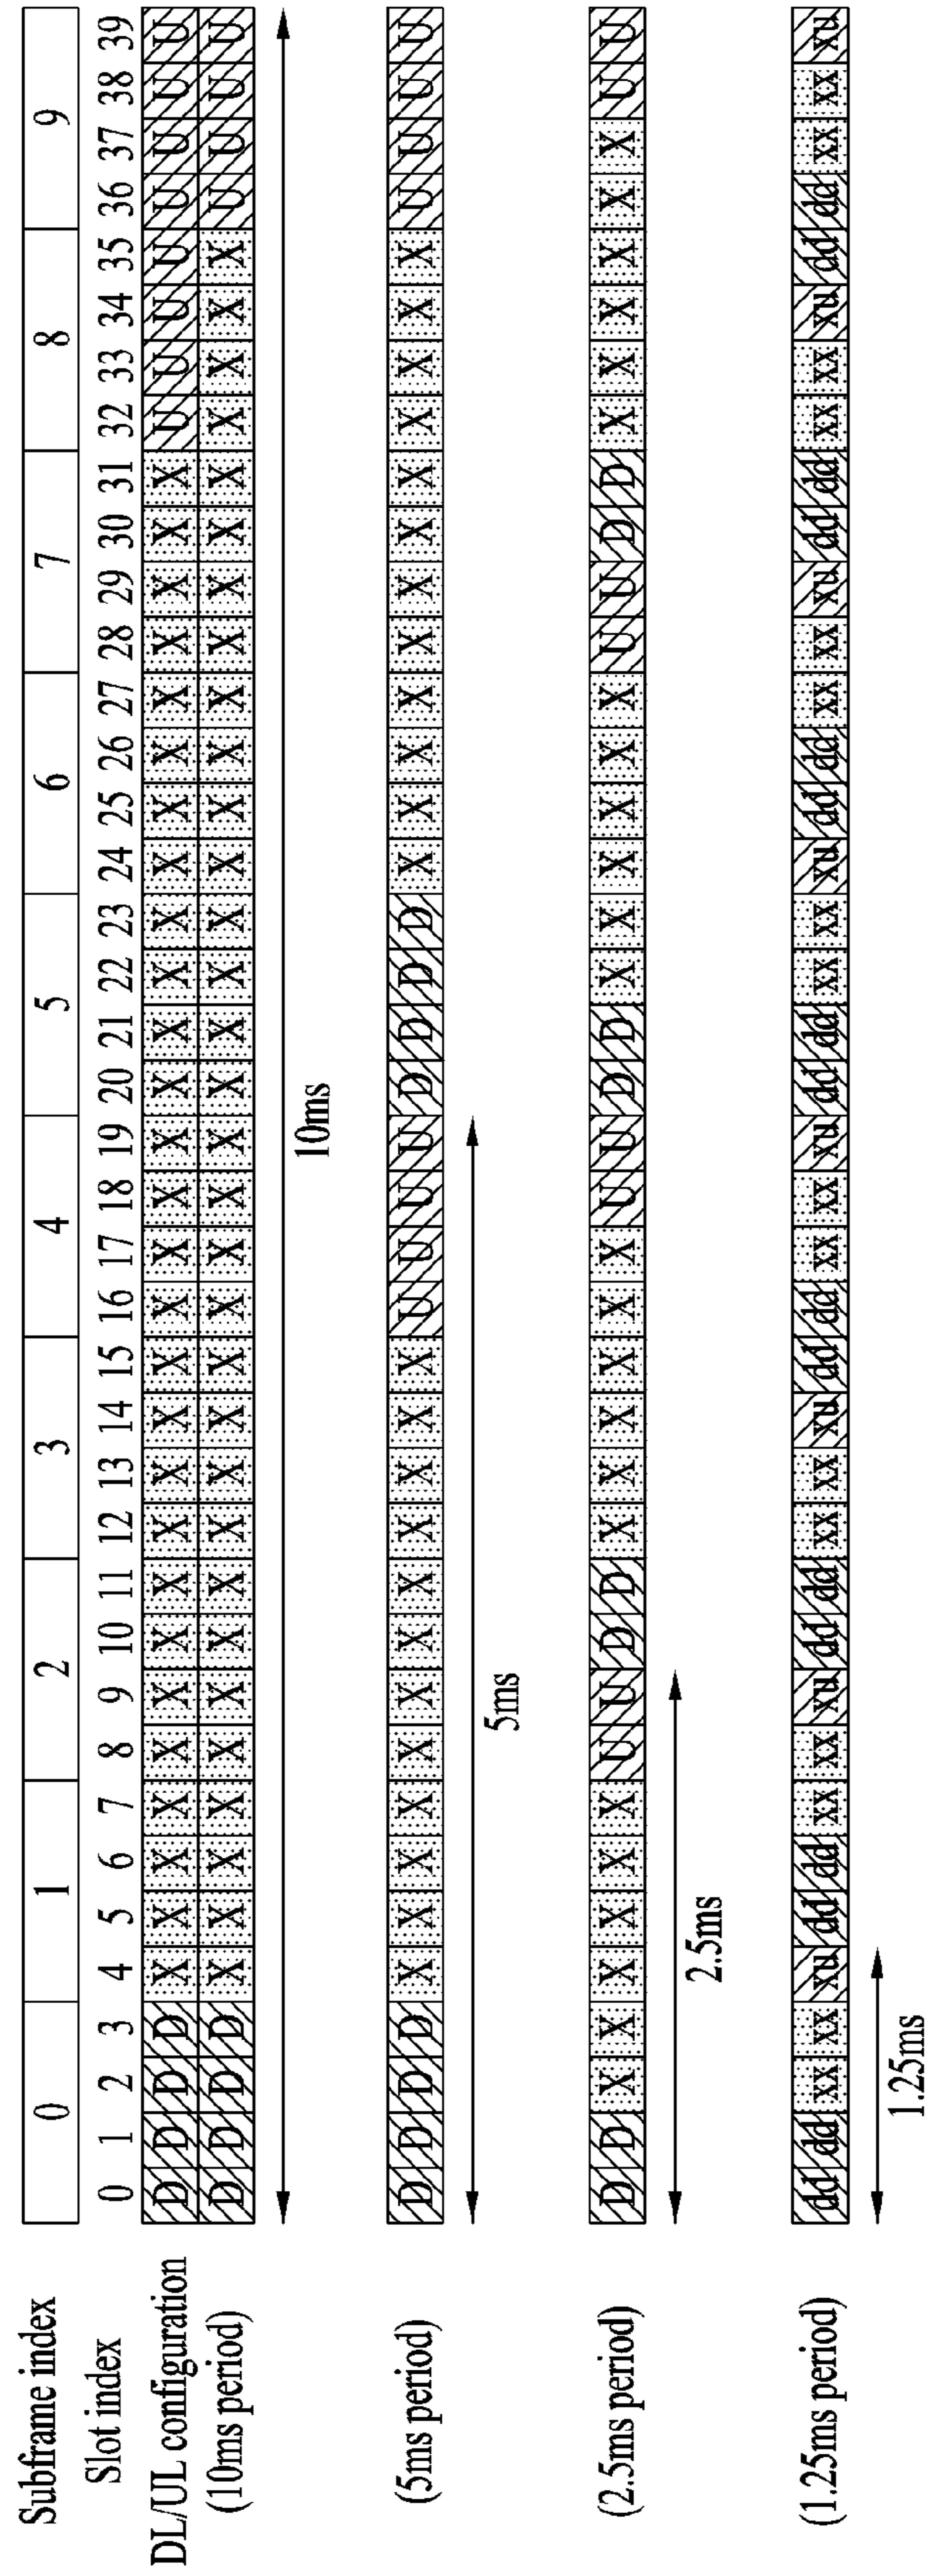 Subframe index 0 1 2 3 4 5 6 7 8 9
Slot index 0 1 2 3 4 5 6 7 8 9 10 11 12 13 14 15 16 17 18 19 20 21 22 23 24 25 26 27 28 29 30 31 32 33 34 35 36 37 38 39
DL/UL configuration D D D D X X X X X X X X X X X X X X X X X X X X X X X X X X X X U U U U U U U U
(10ms period) D D D D X X X X X X X X X X X X X X X X X X X X X X X X X X X X X X X X U U U U
10ms
(5ms period) D D D D X X X X X X X X X X X X U U U U D D D D X X X X X X X X X X X X U U U U
5ms
(2.5ms period) D D X X X X X X U U D D X X X X X X U U D D X X X X X X U U D D X X X X X X U U
2.5ms
(1.25ms period) dd dd xx xx xu dd dd xx xx xu dd dd xx xx xu dd dd xx xx xu dd dd xx xx xu dd dd xx xx xu dd dd xx xx xu dd dd xx xx xu
1.25ms